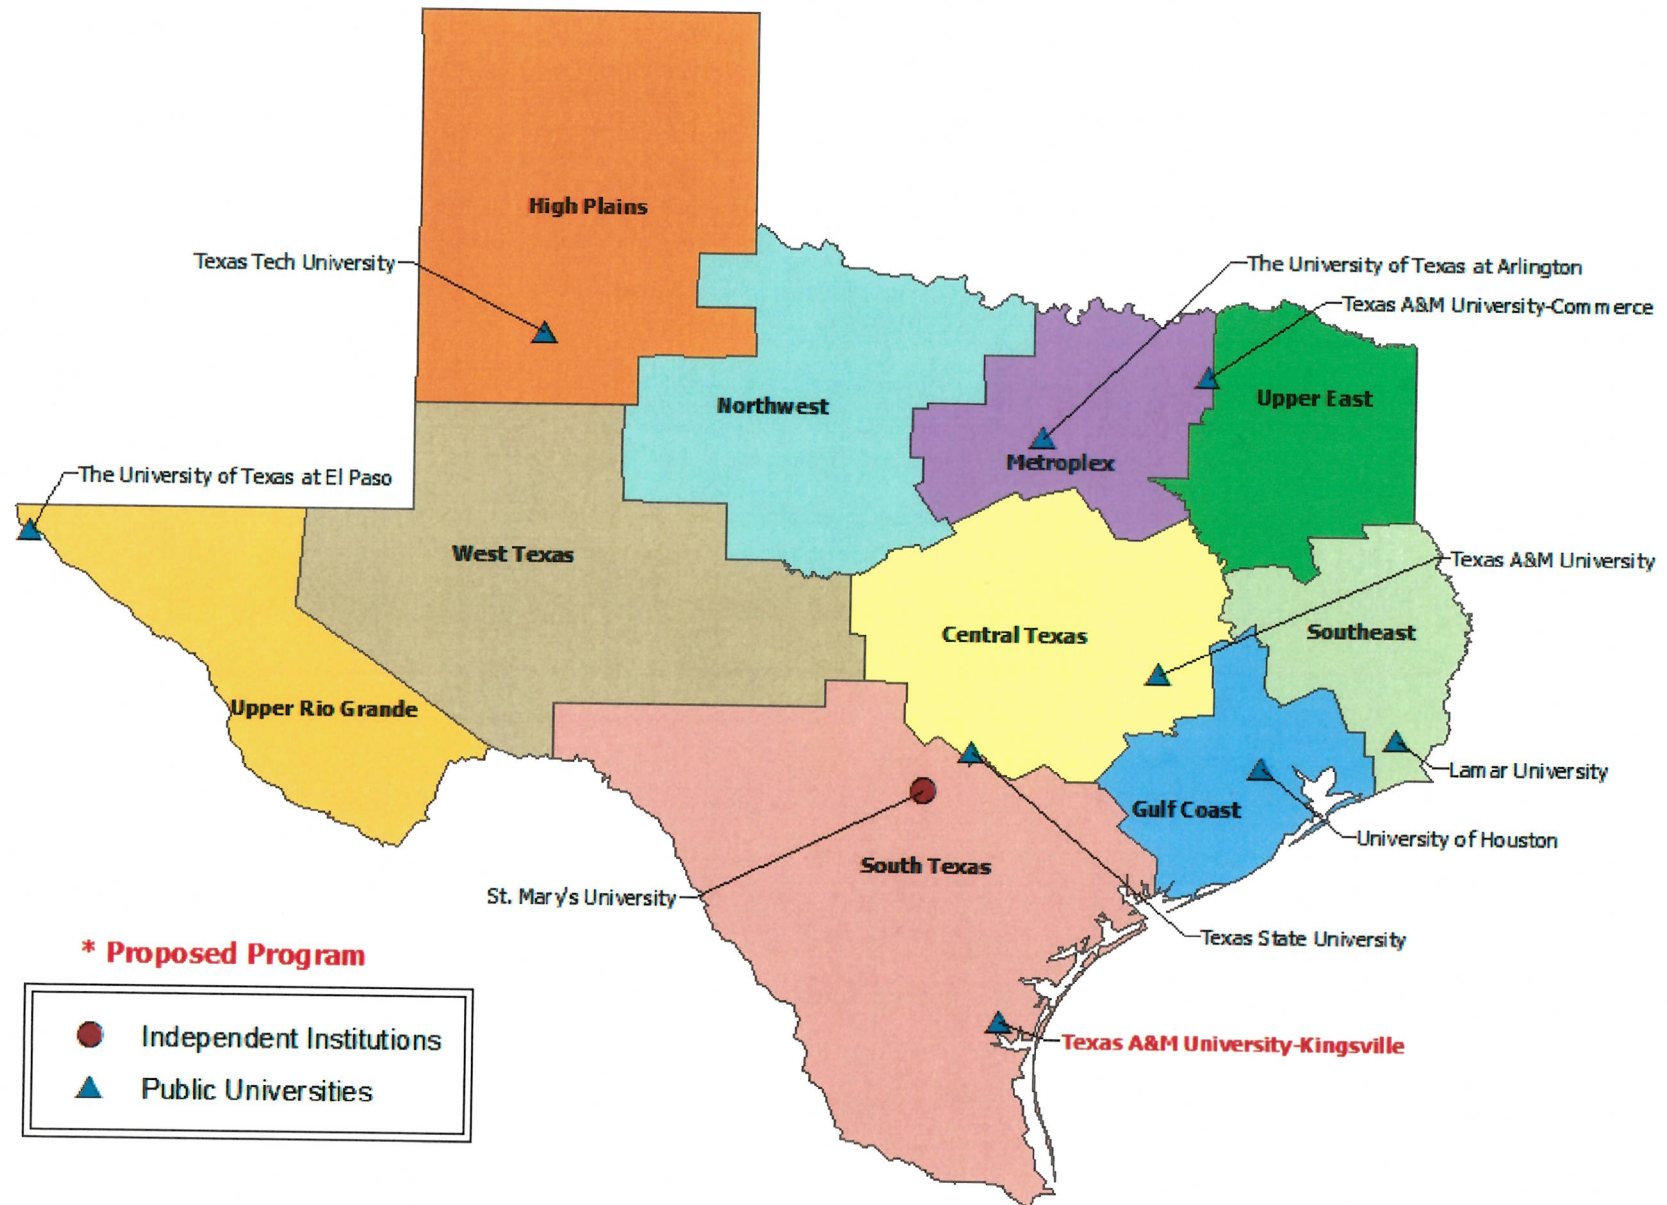 High Plains
Texas Tech University
The University of Texas at Arlington
Texas A&M University-Commerce
Northwest
Upper East
Metroplex
The University of Texas at El Paso
West Texas
Texas A&M University
Central Texas
Southeast
Upper Rio Grande
Lamar University
Gulf Coast
University of Houston
South Texas
St. Mary's University
Texas State University
* Proposed Program
Independent Institutions
Texas A&M University-Kingsville
Public Universities